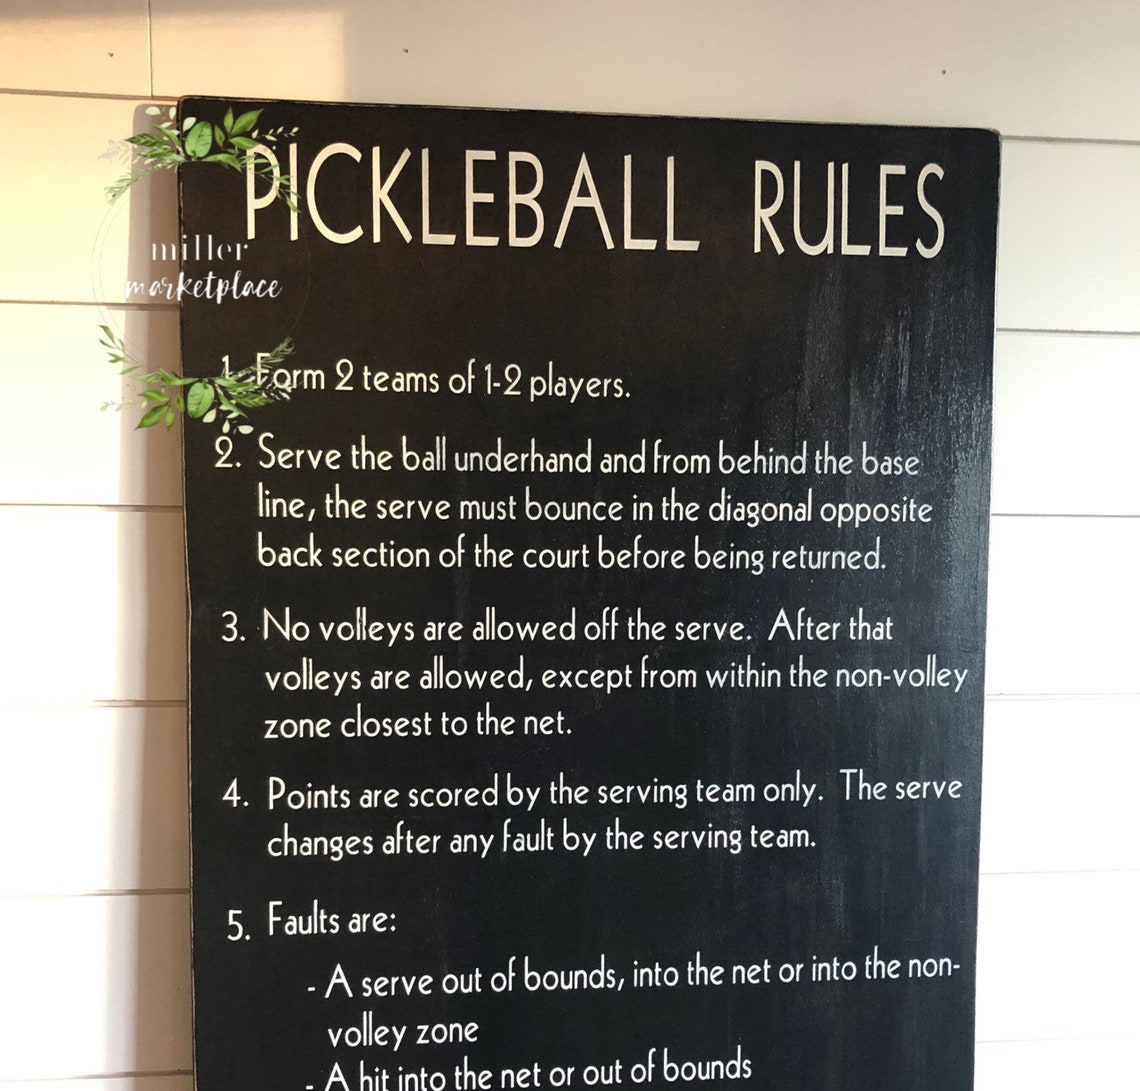 PICKLEBALL RULES
miller
marketplace
1. Form 2 teams of 1-2 players.
2. Serve the ball underhand and from behind the base
line, the serve must bounce in the diagonal opposite
back section of the court before being returned.
3. No volleys are allowed off the serve. After that
volleys are allowed, except from within the non-volley
zone closest to the net.
4. Points are scored by the serving team only. The serve
changes after any fault by the serving team.
5. Faults are:
- A serve out of bounds, into the net or into the non-
volley zone
- A hit into the net or out of bounds